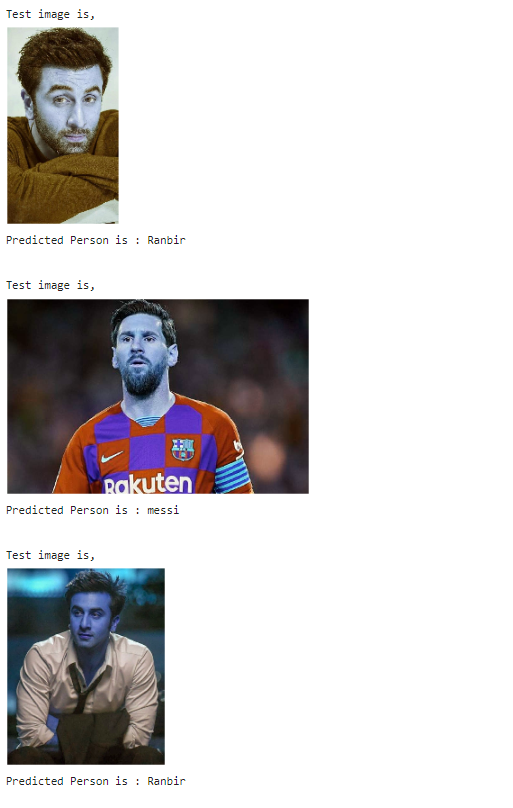 Test image is,
Predicted Person is : Ranbir
Test image is,
Rakuten
Predicted Person is : messi
Test image is,
Predicted Person is : Ranbir